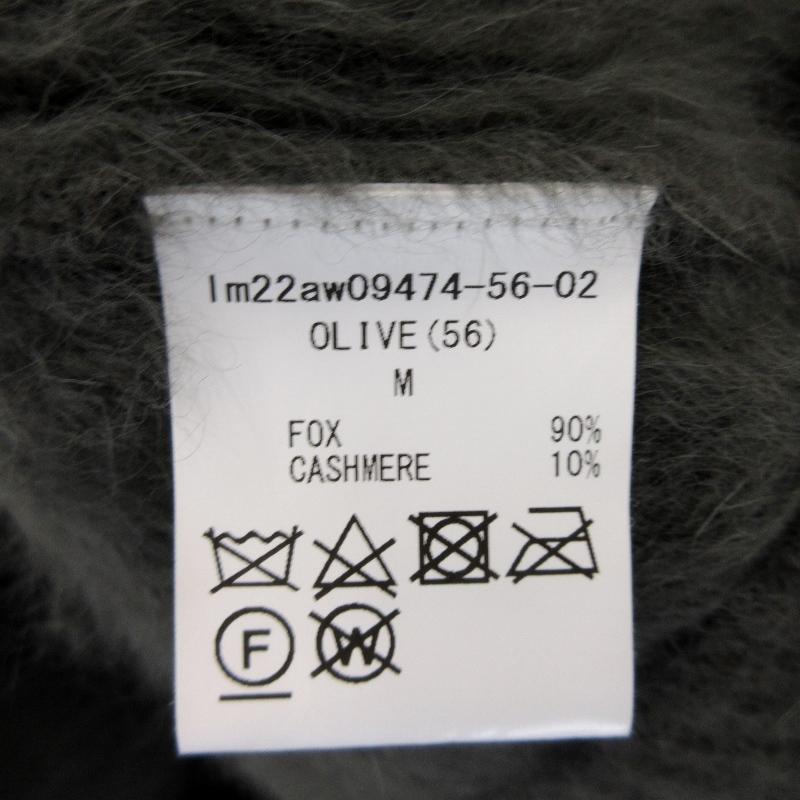 lm22aw09474-56-02
OLIVE(56)
M
FOX 90%
CASHMERE 10%
F W